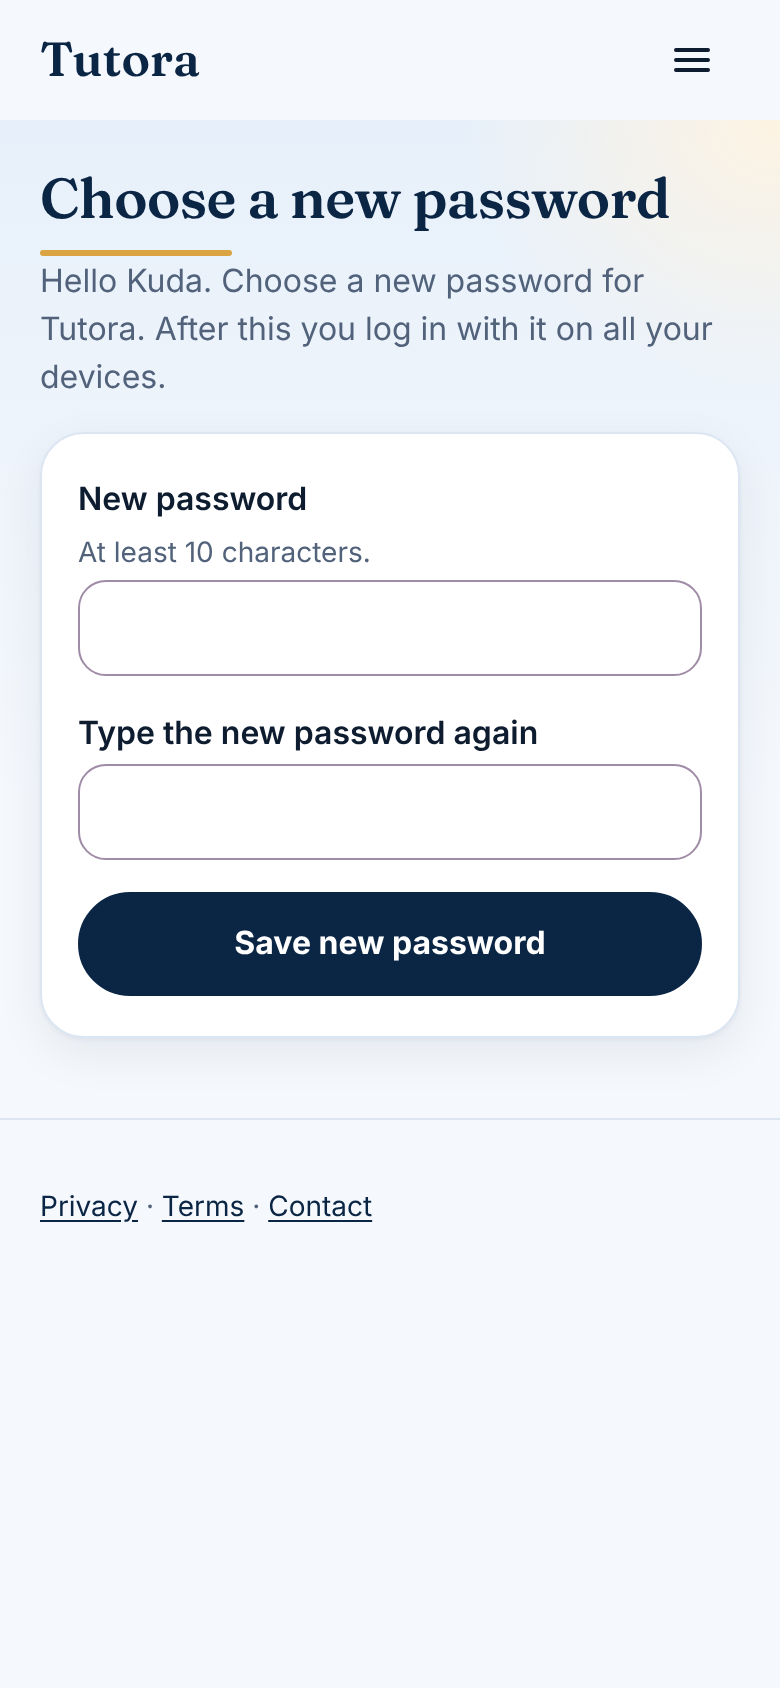 Tutora
Choose a new password
Hello Kuda. Choose a new password for
Tutora. After this you log in with it on all your
devices.
New password
At least 10 characters.
Type the new password again
Save new password
Privacy · Terms · Contact